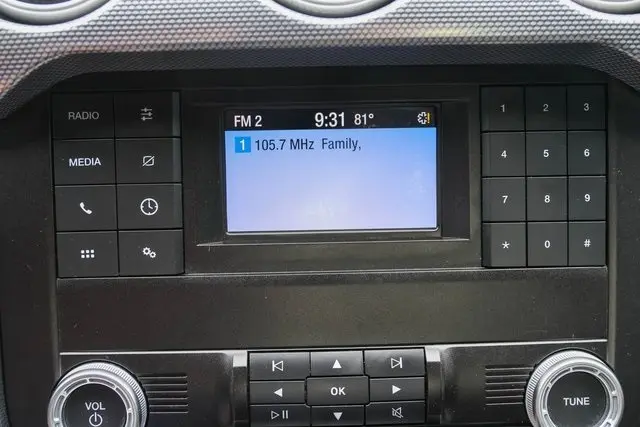 RADIO
MEDIA
FM 2 9:31 81°
1 105.7 MHz Family,
1 2 3
4 5 6
7 8 9
* 0 #
VOL
OK
TUNE